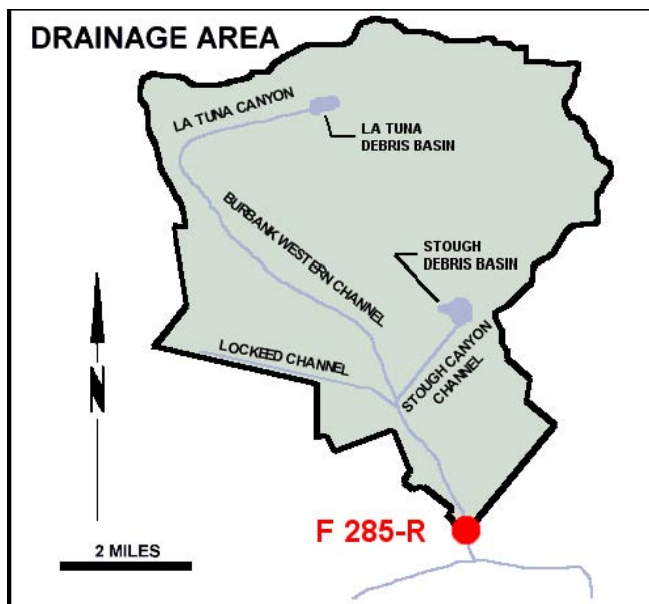 DRAINAGE AREA
LA TUNA CANYON
LA TUNA
DEBRIS BASIN
BURBANK WESTERN CHANNEL
STOUGH
DEBRIS BASIN
LOCKEED CHANNEL
STOUGH CANYON
CHANNEL
N
F 285-R
2 MILES